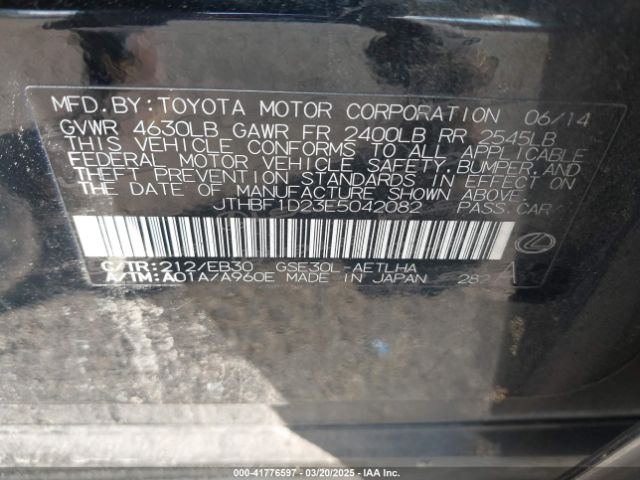 MFD.BY: TOYOTA MOTOR CORPORATION 06/14
GVWR 4630LB GAWR FR 2400LB RR 2545LB
THIS VEHICLE CONFORMS TO ALL APPLICABLE
FEDERAL MOTOR VEHICLE SAFETY, BUMPER, AND
THEFT PREVENTION STANDARDS IN EFFECT ON
THE DATE OF MANUFACTURE SHOWN ABOVE.
JTHBF1D23E5042082 PASS.CAR
C/TR: 212/EB30 GSE30L-AETLHA
A/TM: A01A/A960E MADE IN JAPAN 282 A
000-41776597 - 03/20/2025 - IAA Inc.